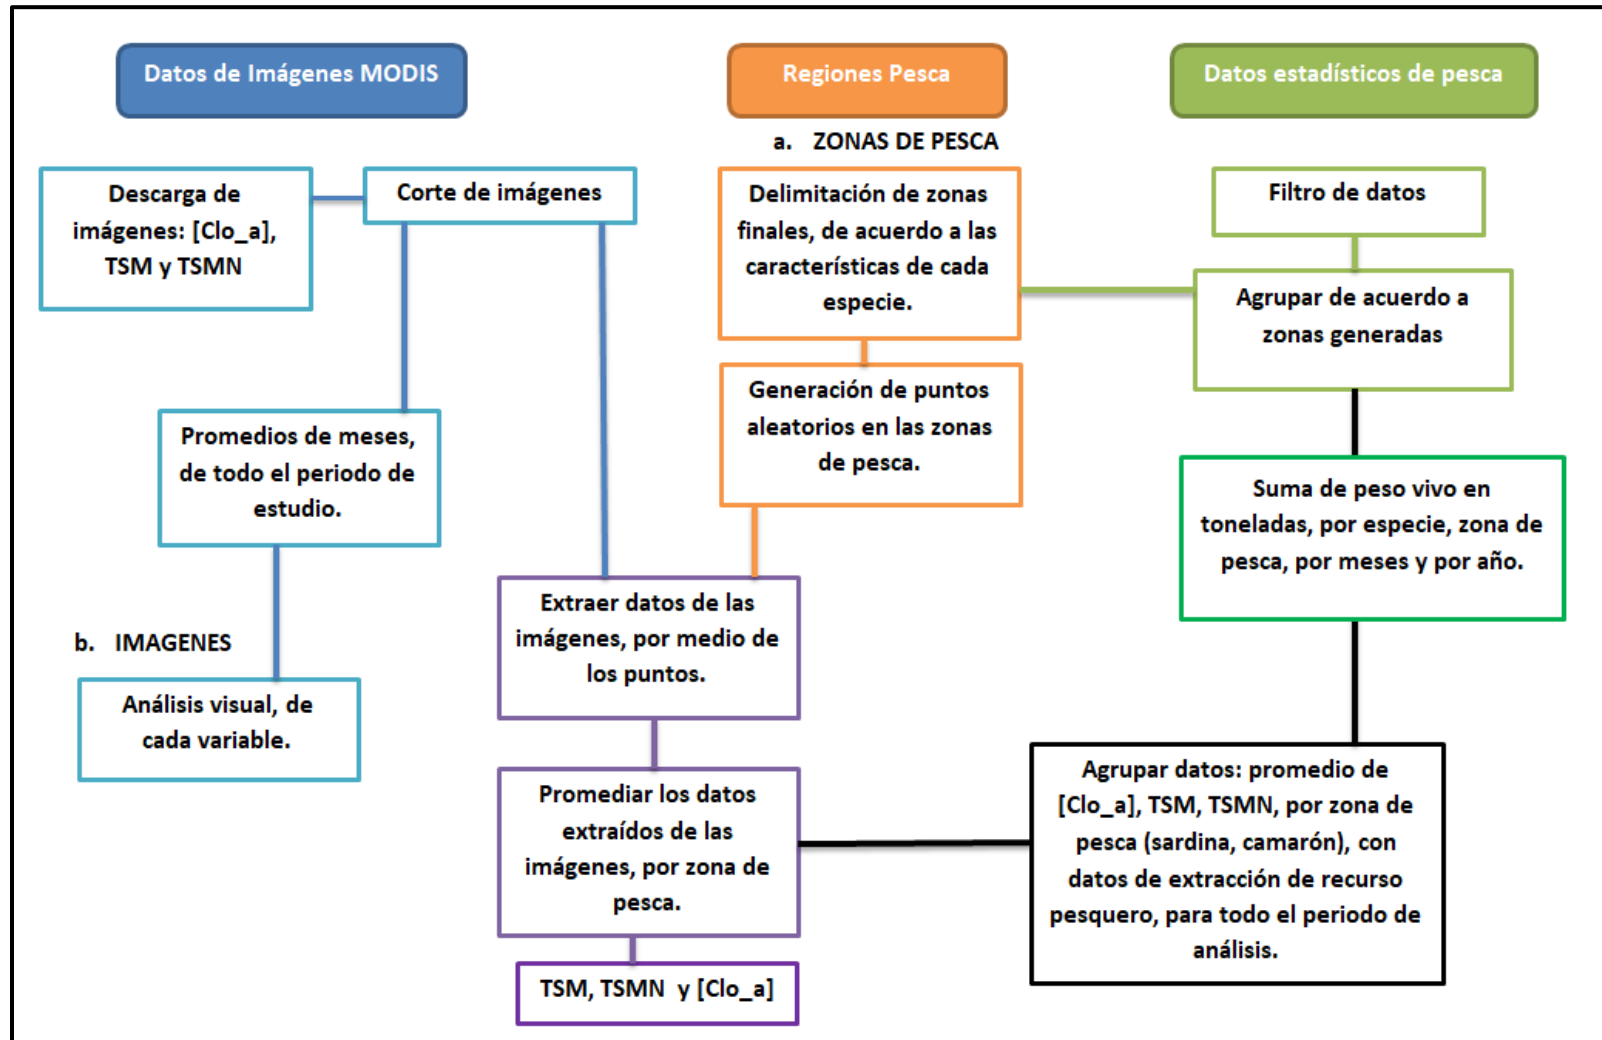 Datos de Imágenes MODIS
Regiones Pesca
Datos estadísticos de pesca
a. ZONAS DE PESCA
Descarga de
imágenes: [Clo_a],
TSM y TSMN
Corte de imágenes
Delimitación de zonas
finales, de acuerdo a las
características de cada
especie.
Filtro de datos
Agrupar de acuerdo a
zonas generadas
Generación de puntos
aleatorios en las zonas
de pesca.
Promedios de meses,
de todo el periodo de
estudio.
Suma de peso vivo en
toneladas, por especie, zona de
pesca, por meses y por año.
Extraer datos de las
imágenes, por medio de
los puntos.
b. IMAGENES
Análisis visual, de
cada variable.
Promediar los datos
extraídos de las
imágenes, por zona de
pesca.
Agrupar datos: promedio de
[Clo_a], TSM, TSMN, por zona de
pesca (sardina, camarón), con
datos de extracción de recurso
pesquero, para todo el periodo de
análisis.
TSM, TSMN y [Clo_a]